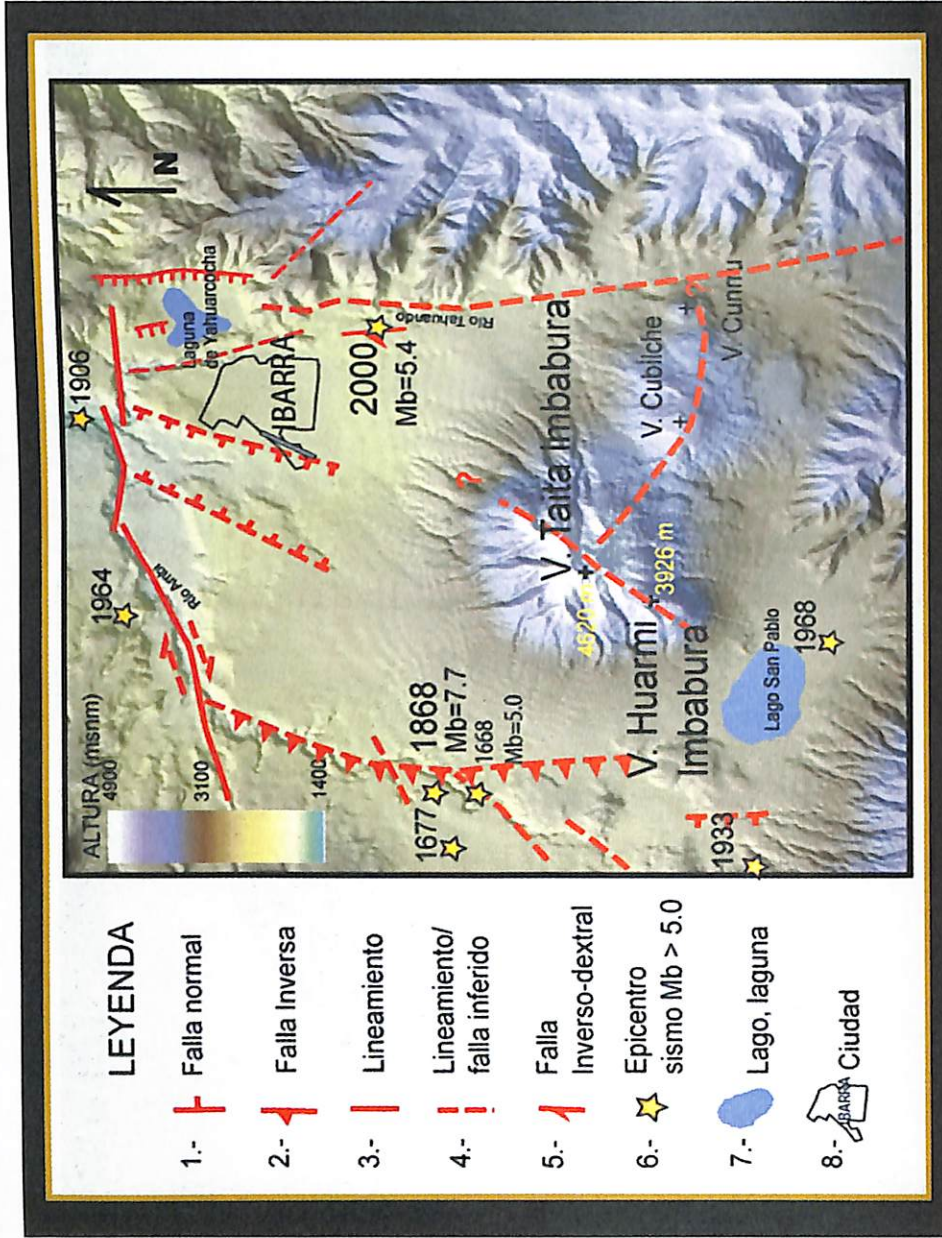 LEYENDA
1.- Falla normal
2.- Falla Inversa
3.- Lineamiento
4.- Lineamiento/
falla inferido
5.- Falla
Inverso-dextral
6.- Epicentro
sismo Mb > 5.0
7.- Lago, laguna
8.- IBARRA Ciudad
ALTURA (msnm)
4900
3100
1400
1964
1906
N
Río Ambi
Laguna
de Yahuarcocha
IBARRA
2000
Mb=5.4
Río Tahuando
1677
1868
Mb=7.7
1668
Mb=5.0
?
V. Taita Imbabura
4620 m
V. Huarmi
Imbabura
3926 m
V. Cubilche
V. Cunru
?
1933
Lago San Pablo
1968